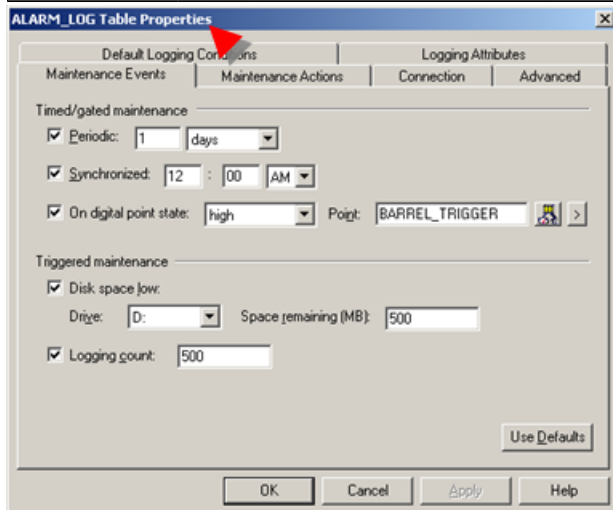 ALARM_LOG Table Properties
Default Logging Conditions Logging Attributes
Maintenance Events Maintenance Actions Connection Advanced
Timed/gated maintenance
Periodic: 1 days
Synchronized: 12 : 00 AM
On digital point state: high Point: BARREL_TRIGGER >
Triggered maintenance
Disk space low:
Drive: D: Space remaining (MB): 500
Logging count: 500
Use Defaults
OK Cancel Apply Help